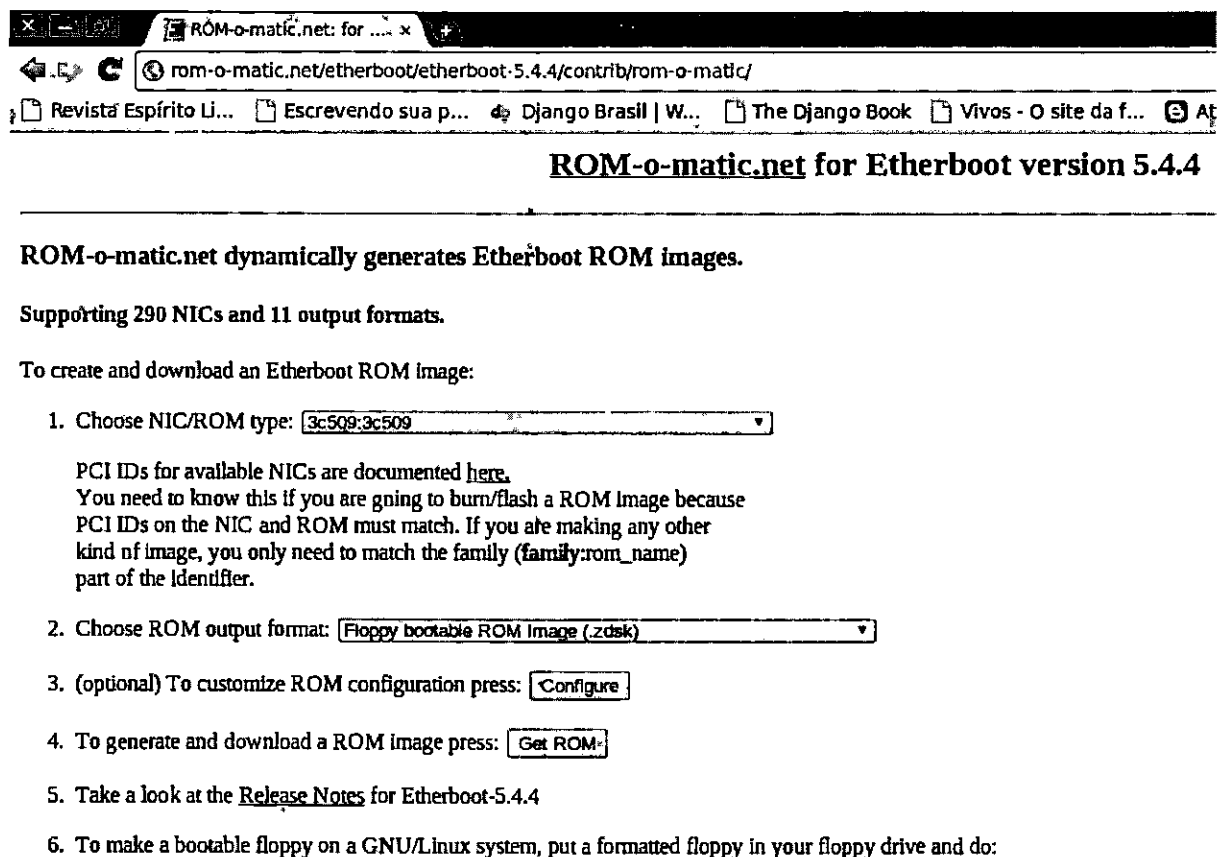 ROM-o-matic.net: for ... ×
rom-o-matic.net/etherboot/etherboot-5.4.4/contrib/rom-o-matic/
Revista Espírito Li... Escrevendo sua p... Django Brasil | W... The Django Book Vivos - O site da f... Ap
ROM-o-matic.net for Etherboot version 5.4.4
ROM-o-matic.net dynamically generates Etherboot ROM images.
Supporting 290 NICs and 11 output formats.
To create and download an Etherboot ROM image:
1. Choose NIC/ROM type: 3c509:3c509
PCI IDs for available NICs are documented here.
You need to know this if you are gning to burn/flash a ROM image because
PCI IDs on the NIC and ROM must match. If you are making any other
kind nf image, you only need to match the family (family:rom_name)
part of the identifier.
2. Choose ROM output format: Floppy bootable ROM Image (.zdsk)
3. (optional) To customize ROM configuration press: Configure
4. To generate and download a ROM image press: Get ROM
5. Take a look at the Release Notes for Etherboot-5.4.4
6. To make a bootable floppy on a GNU/Linux system, put a formatted floppy in your floppy drive and do: